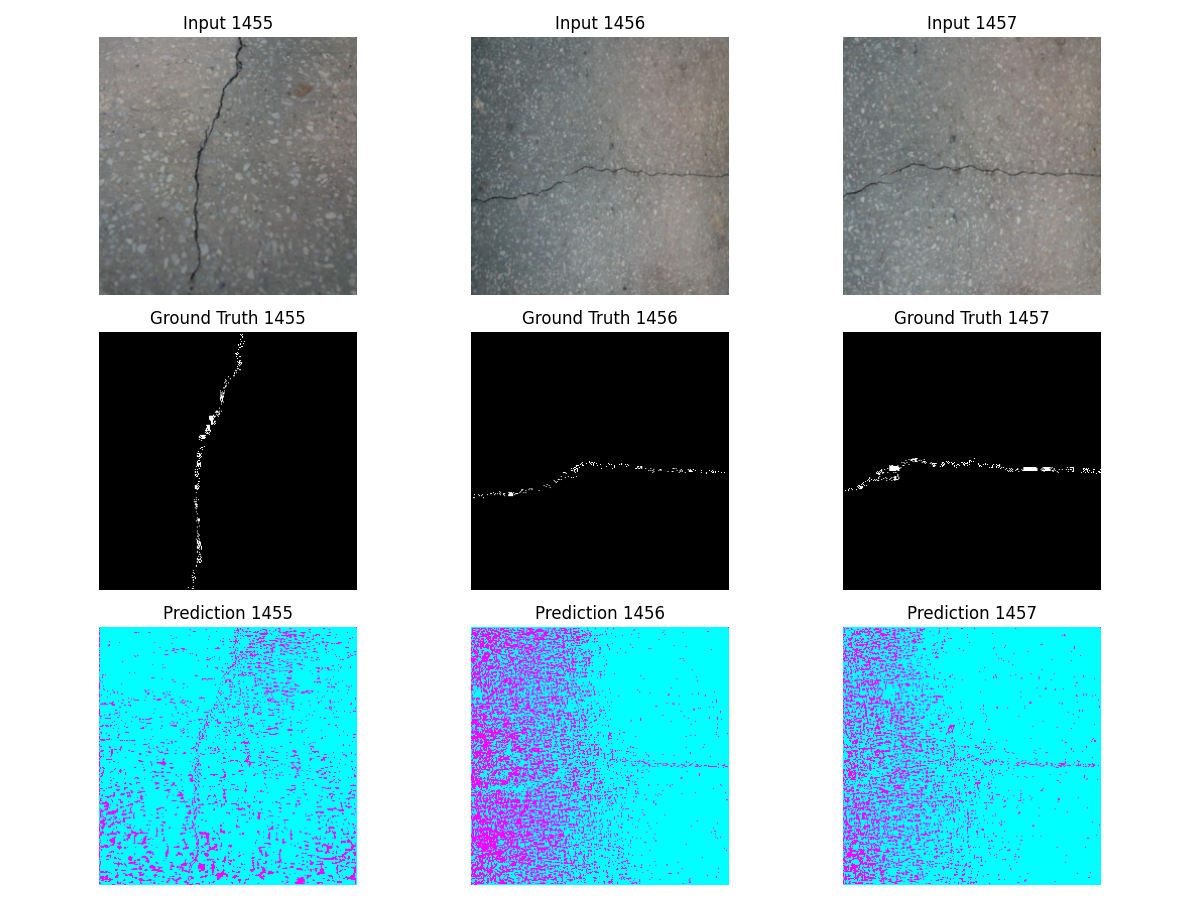 Input 1455
Input 1456
Input 1457
Ground Truth 1455
Ground Truth 1456
Ground Truth 1457
Prediction 1455
Prediction 1456
Prediction 1457